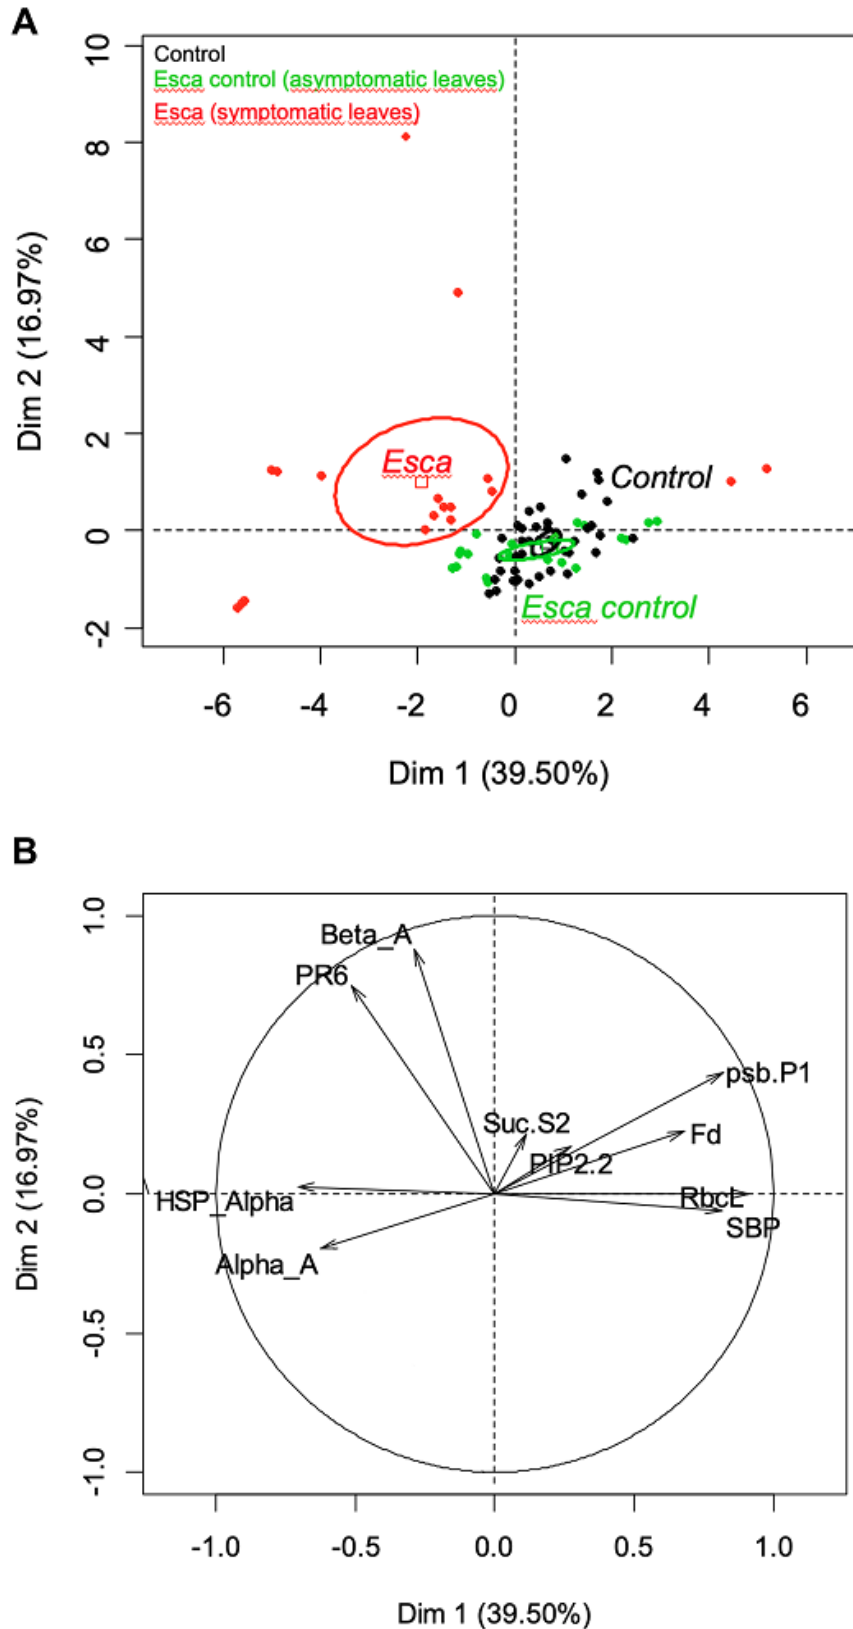 A
Control
Esca control (asymptomatic leaves)
Esca (symptomatic leaves)
10
8
6
4
2
0
-2
Dim 2 (16.97%)
Esca
Control
Esca control
-6 -4 -2 0 2 4 6
Dim 1 (39.50%)
B
1.0
0.5
0.0
-0.5
-1.0
Dim 2 (16.97%)
Beta_A
PR6
psb.P1
Suc.S2
Fd
PIP2.2
HSP_Alpha
RbcL
SBP
Alpha_A
-1.0 -0.5 0.0 0.5 1.0
Dim 1 (39.50%)